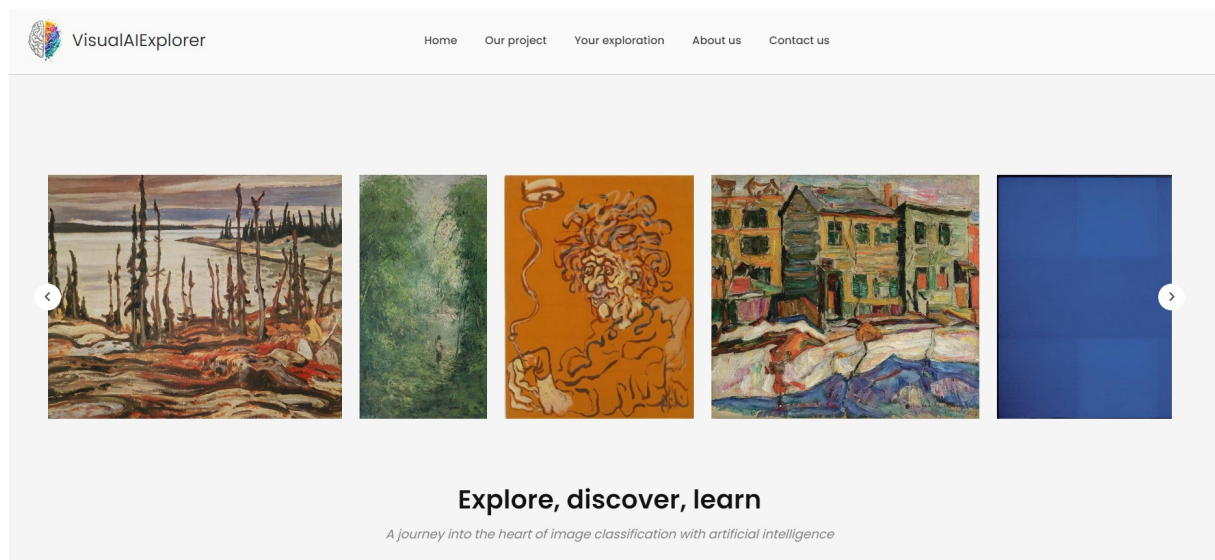 VisualAIExplorer
Home Our project Your exploration About us Contact us
Explore, discover, learn
A journey into the heart of image classification with artificial intelligence